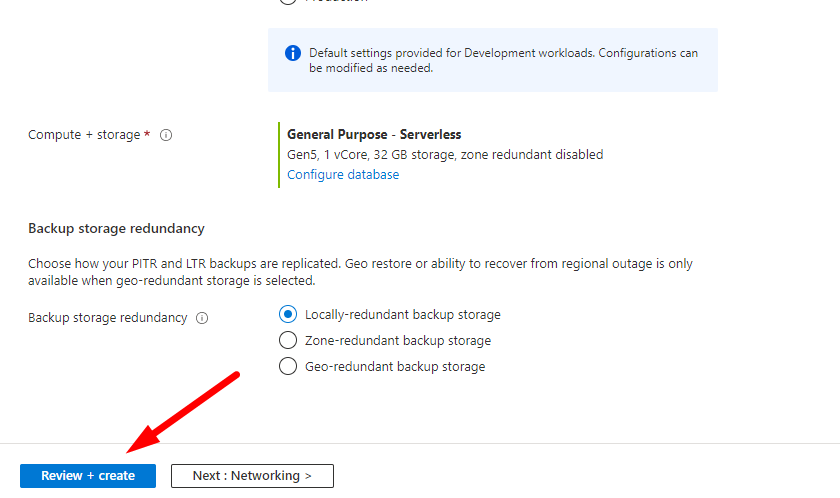 Default settings provided for Development workloads. Configurations can
be modified as needed.
Compute + storage *
General Purpose - Serverless
Gen5, 1 vCore, 32 GB storage, zone redundant disabled
Configure database
Backup storage redundancy
Choose how your PITR and LTR backups are replicated. Geo restore or ability to recover from regional outage is only
available when geo-redundant storage is selected.
Backup storage redundancy
Locally-redundant backup storage
Zone-redundant backup storage
Geo-redundant backup storage
Review + create
Next : Networking >